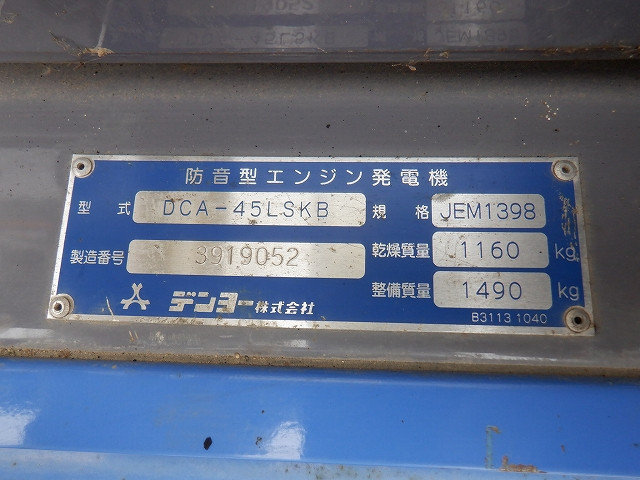 防音型エンジン発電機
型式 DCA-45LSKB 規格 JEM1398
製造番号 3919052 乾燥質量 1160 kg
整備質量 1490 kg
デンヨー株式会社
B3113 1040